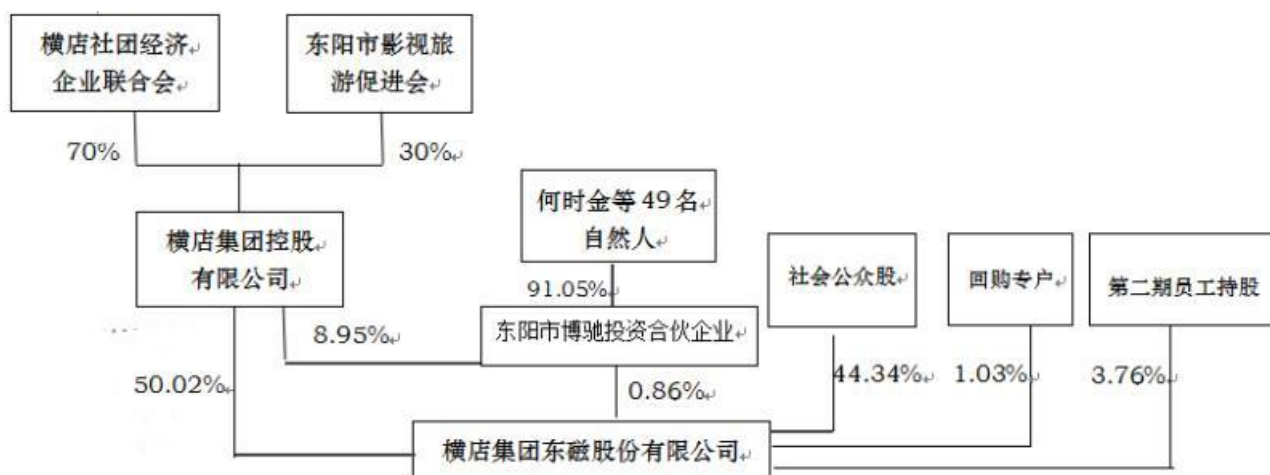 横店社团经济
企业联合会
东阳市影视旅
游促进会
70%
30%
何时金等 49 名
自然人
横店集团控股
有限公司
社会公众股
回购专户
第二期员工持股
91.05%
东阳市博驰投资合伙企业
8.95%
50.02%
0.86%
44.34%
1.03%
3.76%
横店集团东磁股份有限公司